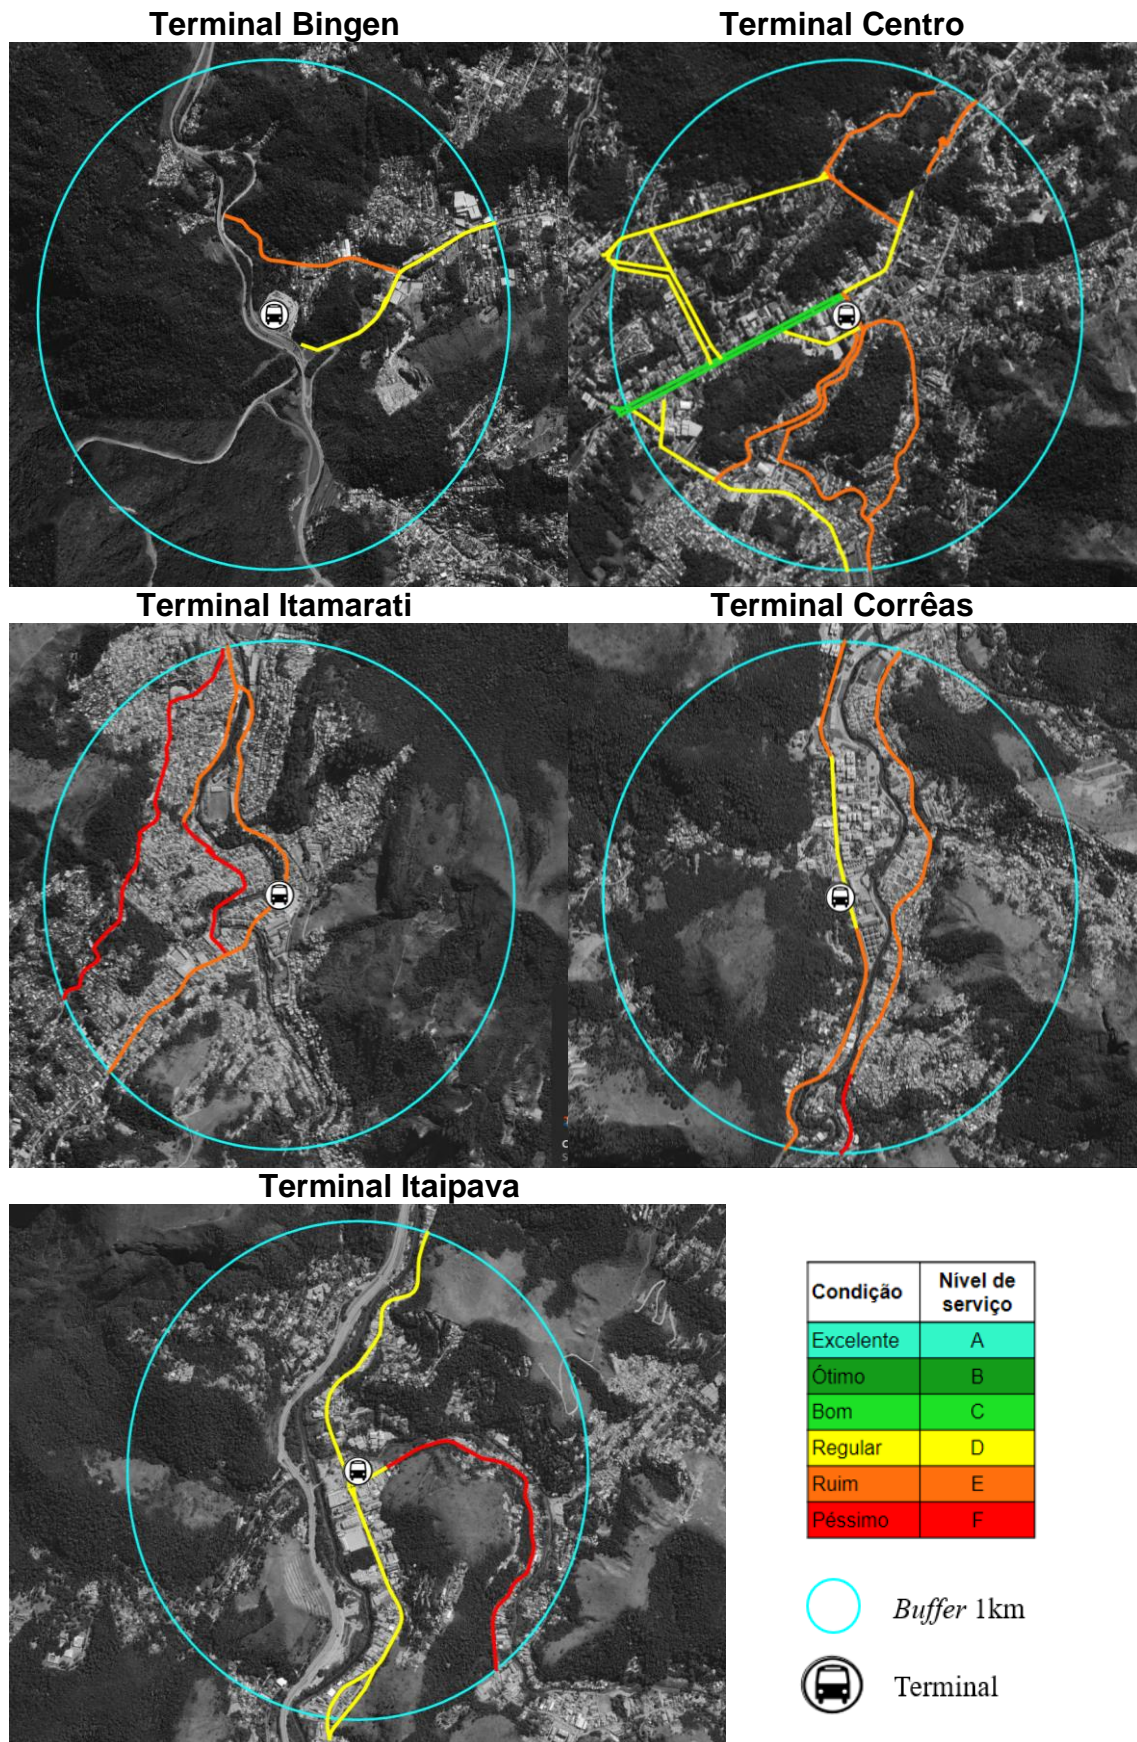 Terminal Bingen
Terminal Centro
Terminal Itamarati
Terminal Corrêas
Terminal Itaipava
Condição
Nível de
serviço
Excelente
A
Ótimo
B
Bom
C
Regular
D
Ruim
E
Péssimo
F
Buffer 1km
Terminal